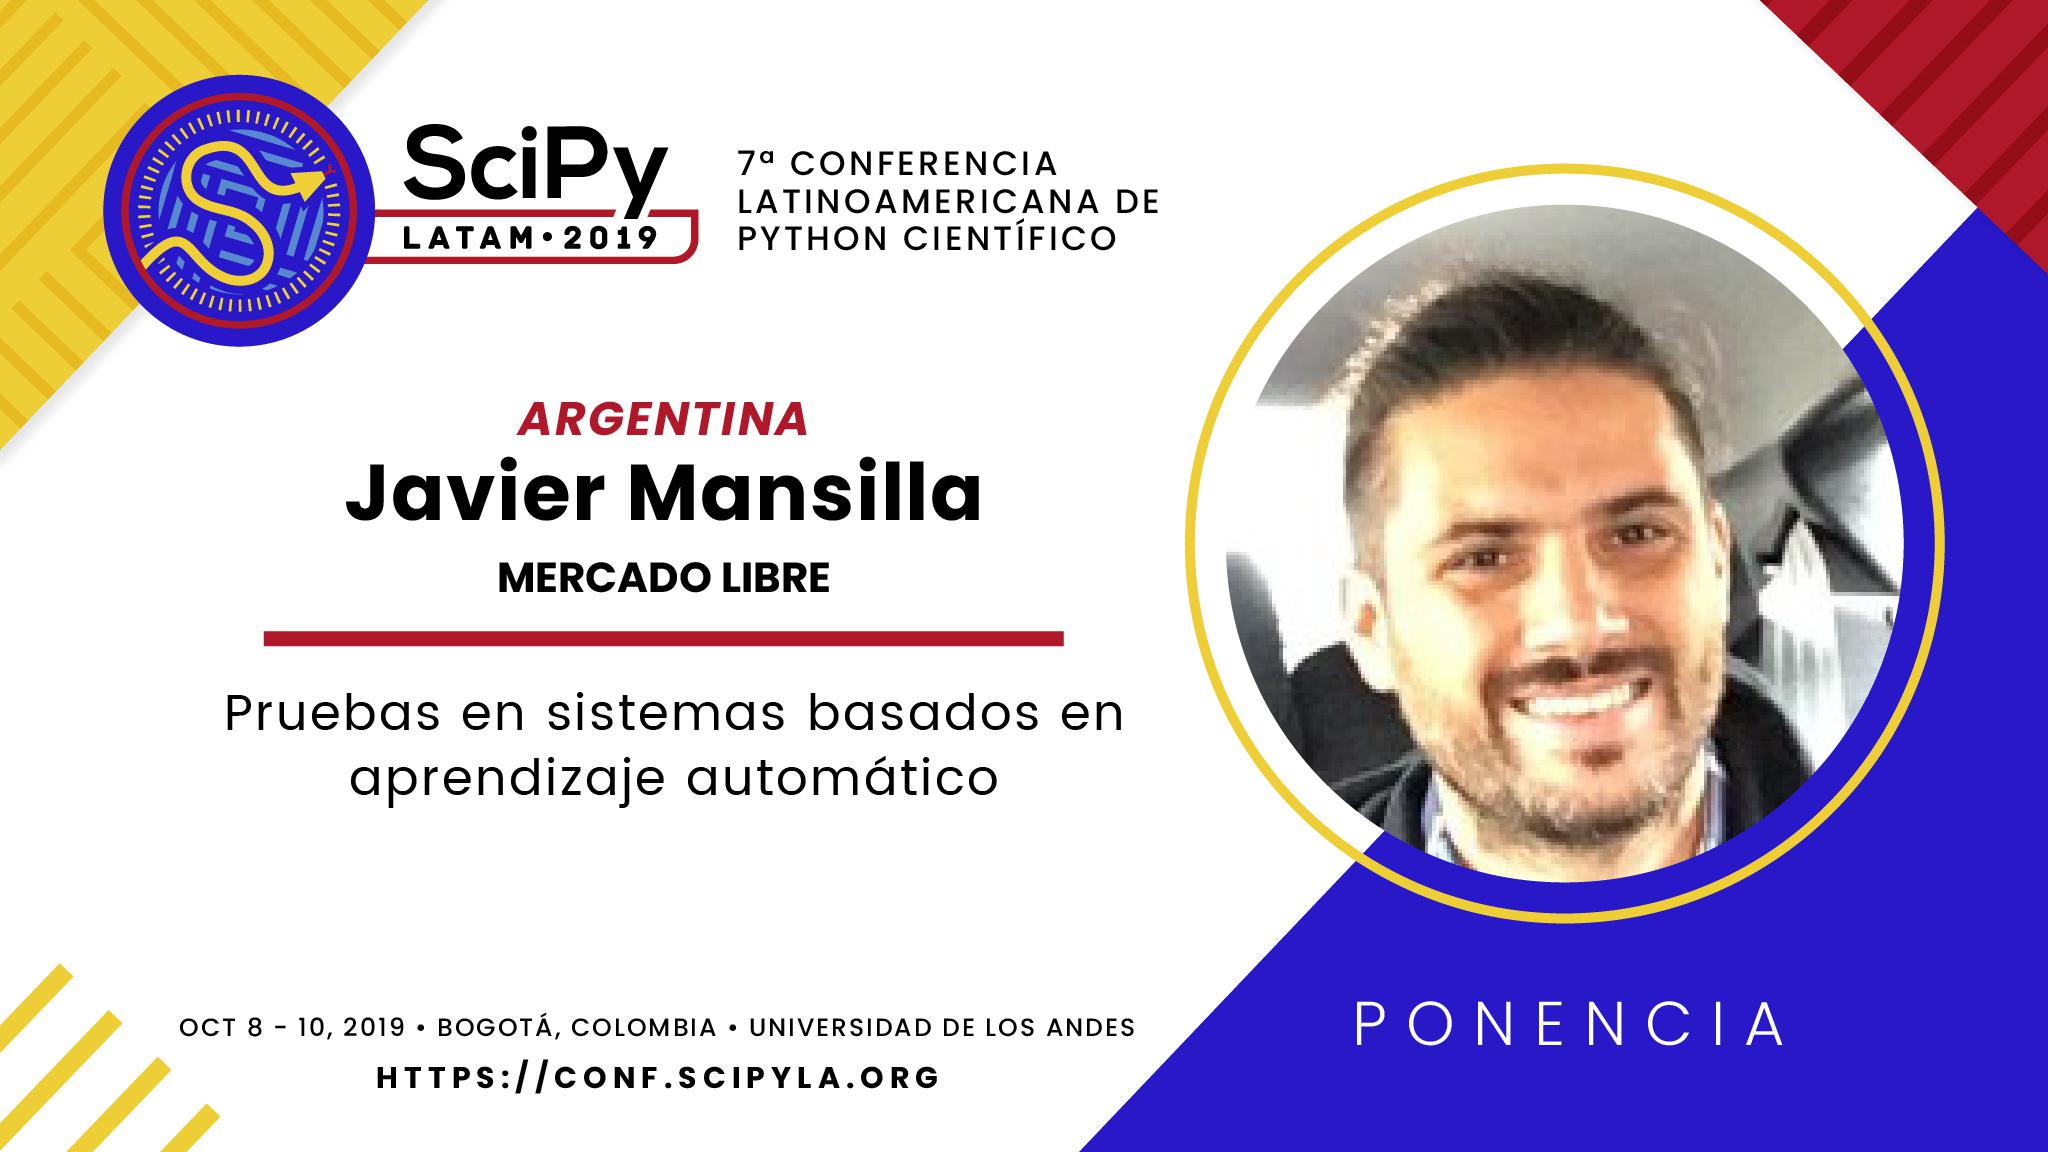 SciPy
LATAM•2019
7ª CONFERENCIA
LATINOAMERICANA DE
PYTHON CIENTÍFICO
ARGENTINA
Javier Mansilla
MERCADO LIBRE
Pruebas en sistemas basados en
aprendizaje automático
OCT 8 - 10, 2019 • BOGOTÁ, COLOMBIA • UNIVERSIDAD DE LOS ANDES
HTTPS://CONF.SCIPYLA.ORG
PONENCIA